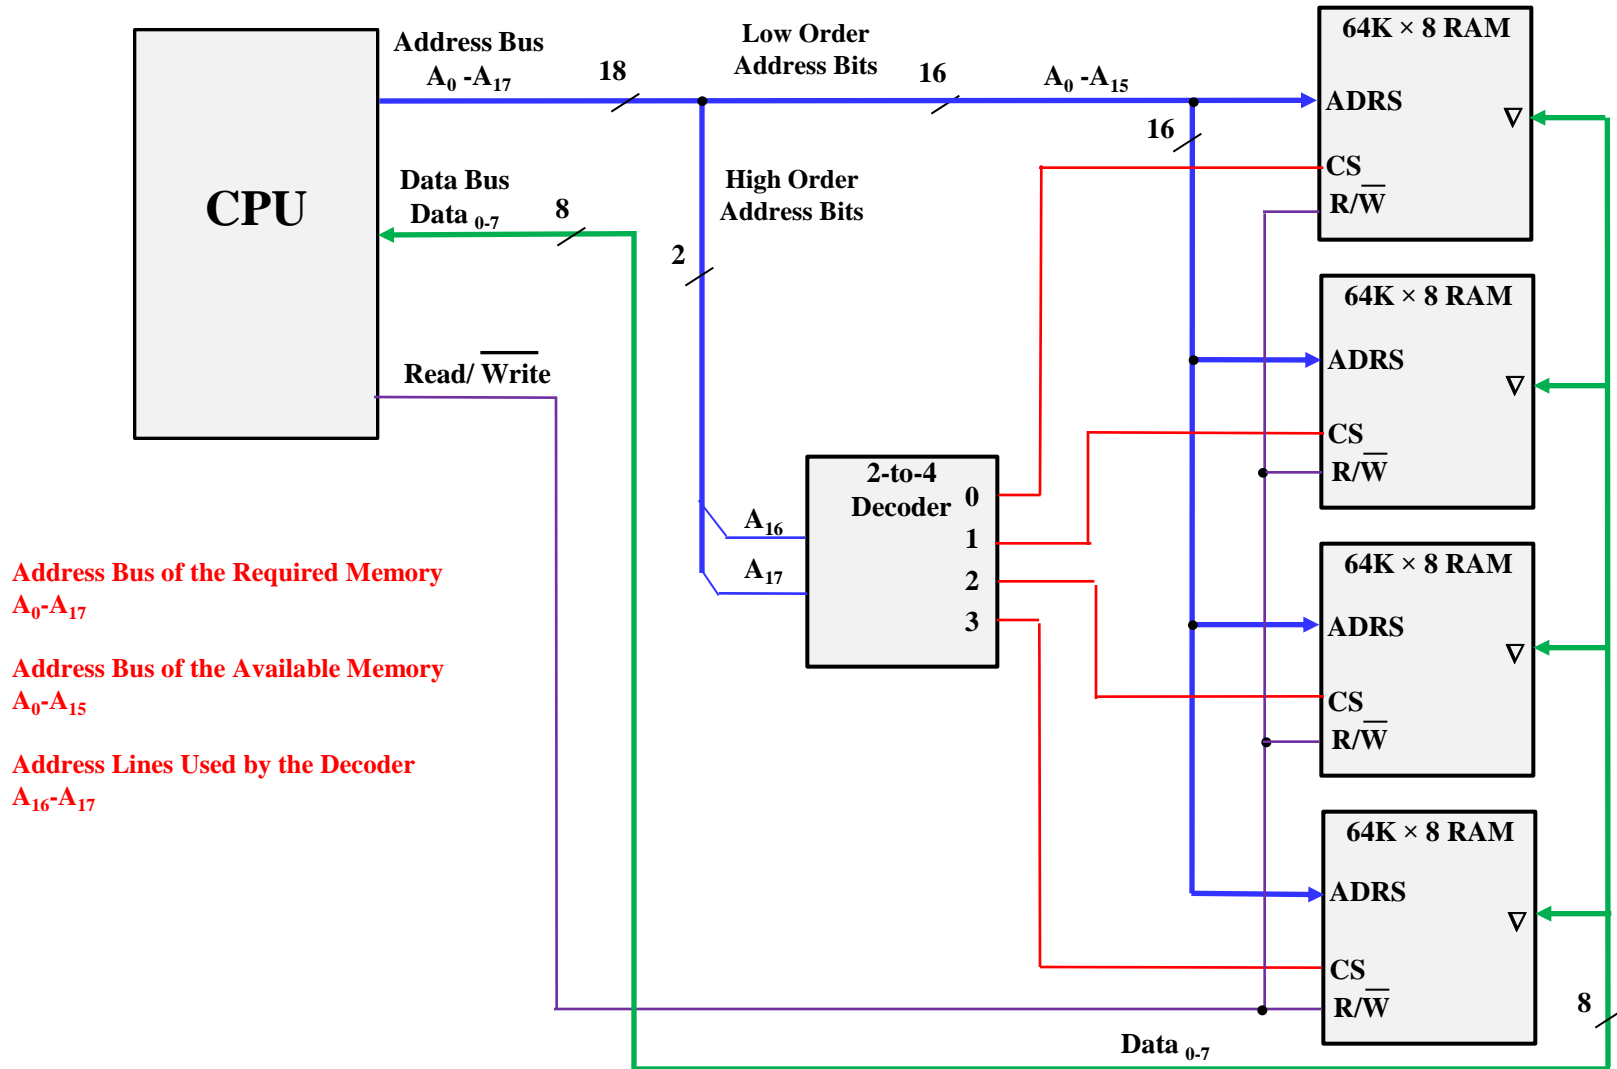 Address Bus
A₀ -A₁₇
18
Low Order
Address Bits
16
A₀ -A₁₅
16
CPU
Data Bus
Data ₀₋₇
8
High Order
Address Bits
2
Read/ W̅r̅i̅t̅e̅
64K × 8 RAM
ADRS
▽
CS
R/W̅
64K × 8 RAM
ADRS
▽
CS
R/W̅
2-to-4
Decoder
0
1
2
3
A₁₆
A₁₇
64K × 8 RAM
ADRS
▽
CS
R/W̅
64K × 8 RAM
ADRS
▽
CS
R/W̅
8
Data ₀₋₇
Address Bus of the Required Memory
A₀-A₁₇
Address Bus of the Available Memory
A₀-A₁₅
Address Lines Used by the Decoder
A₁₆-A₁₇